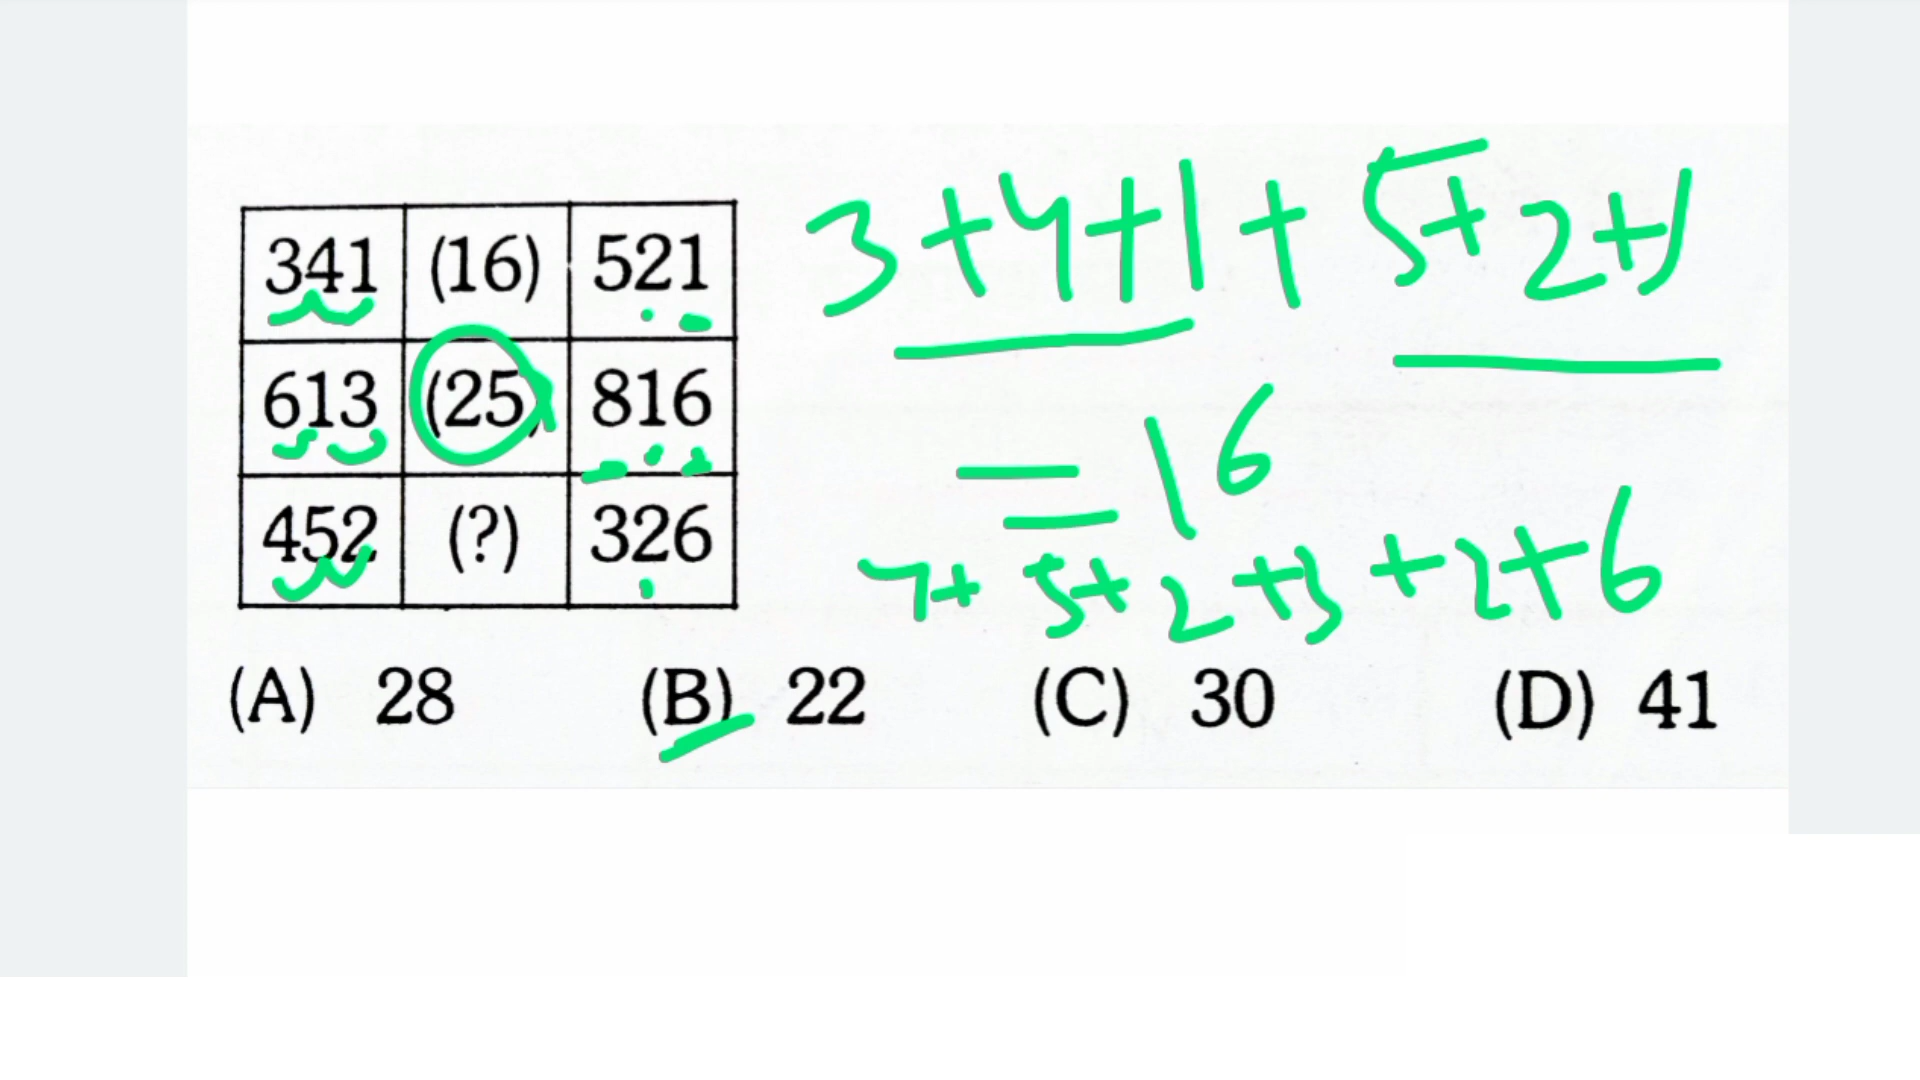 341 (16) 521
613 (25) 816
452 (?) 326
3+4+1+5+2+1
= 16
7+5+2+3+2+6
(A) 28 (B) 22 (C) 30 (D) 41